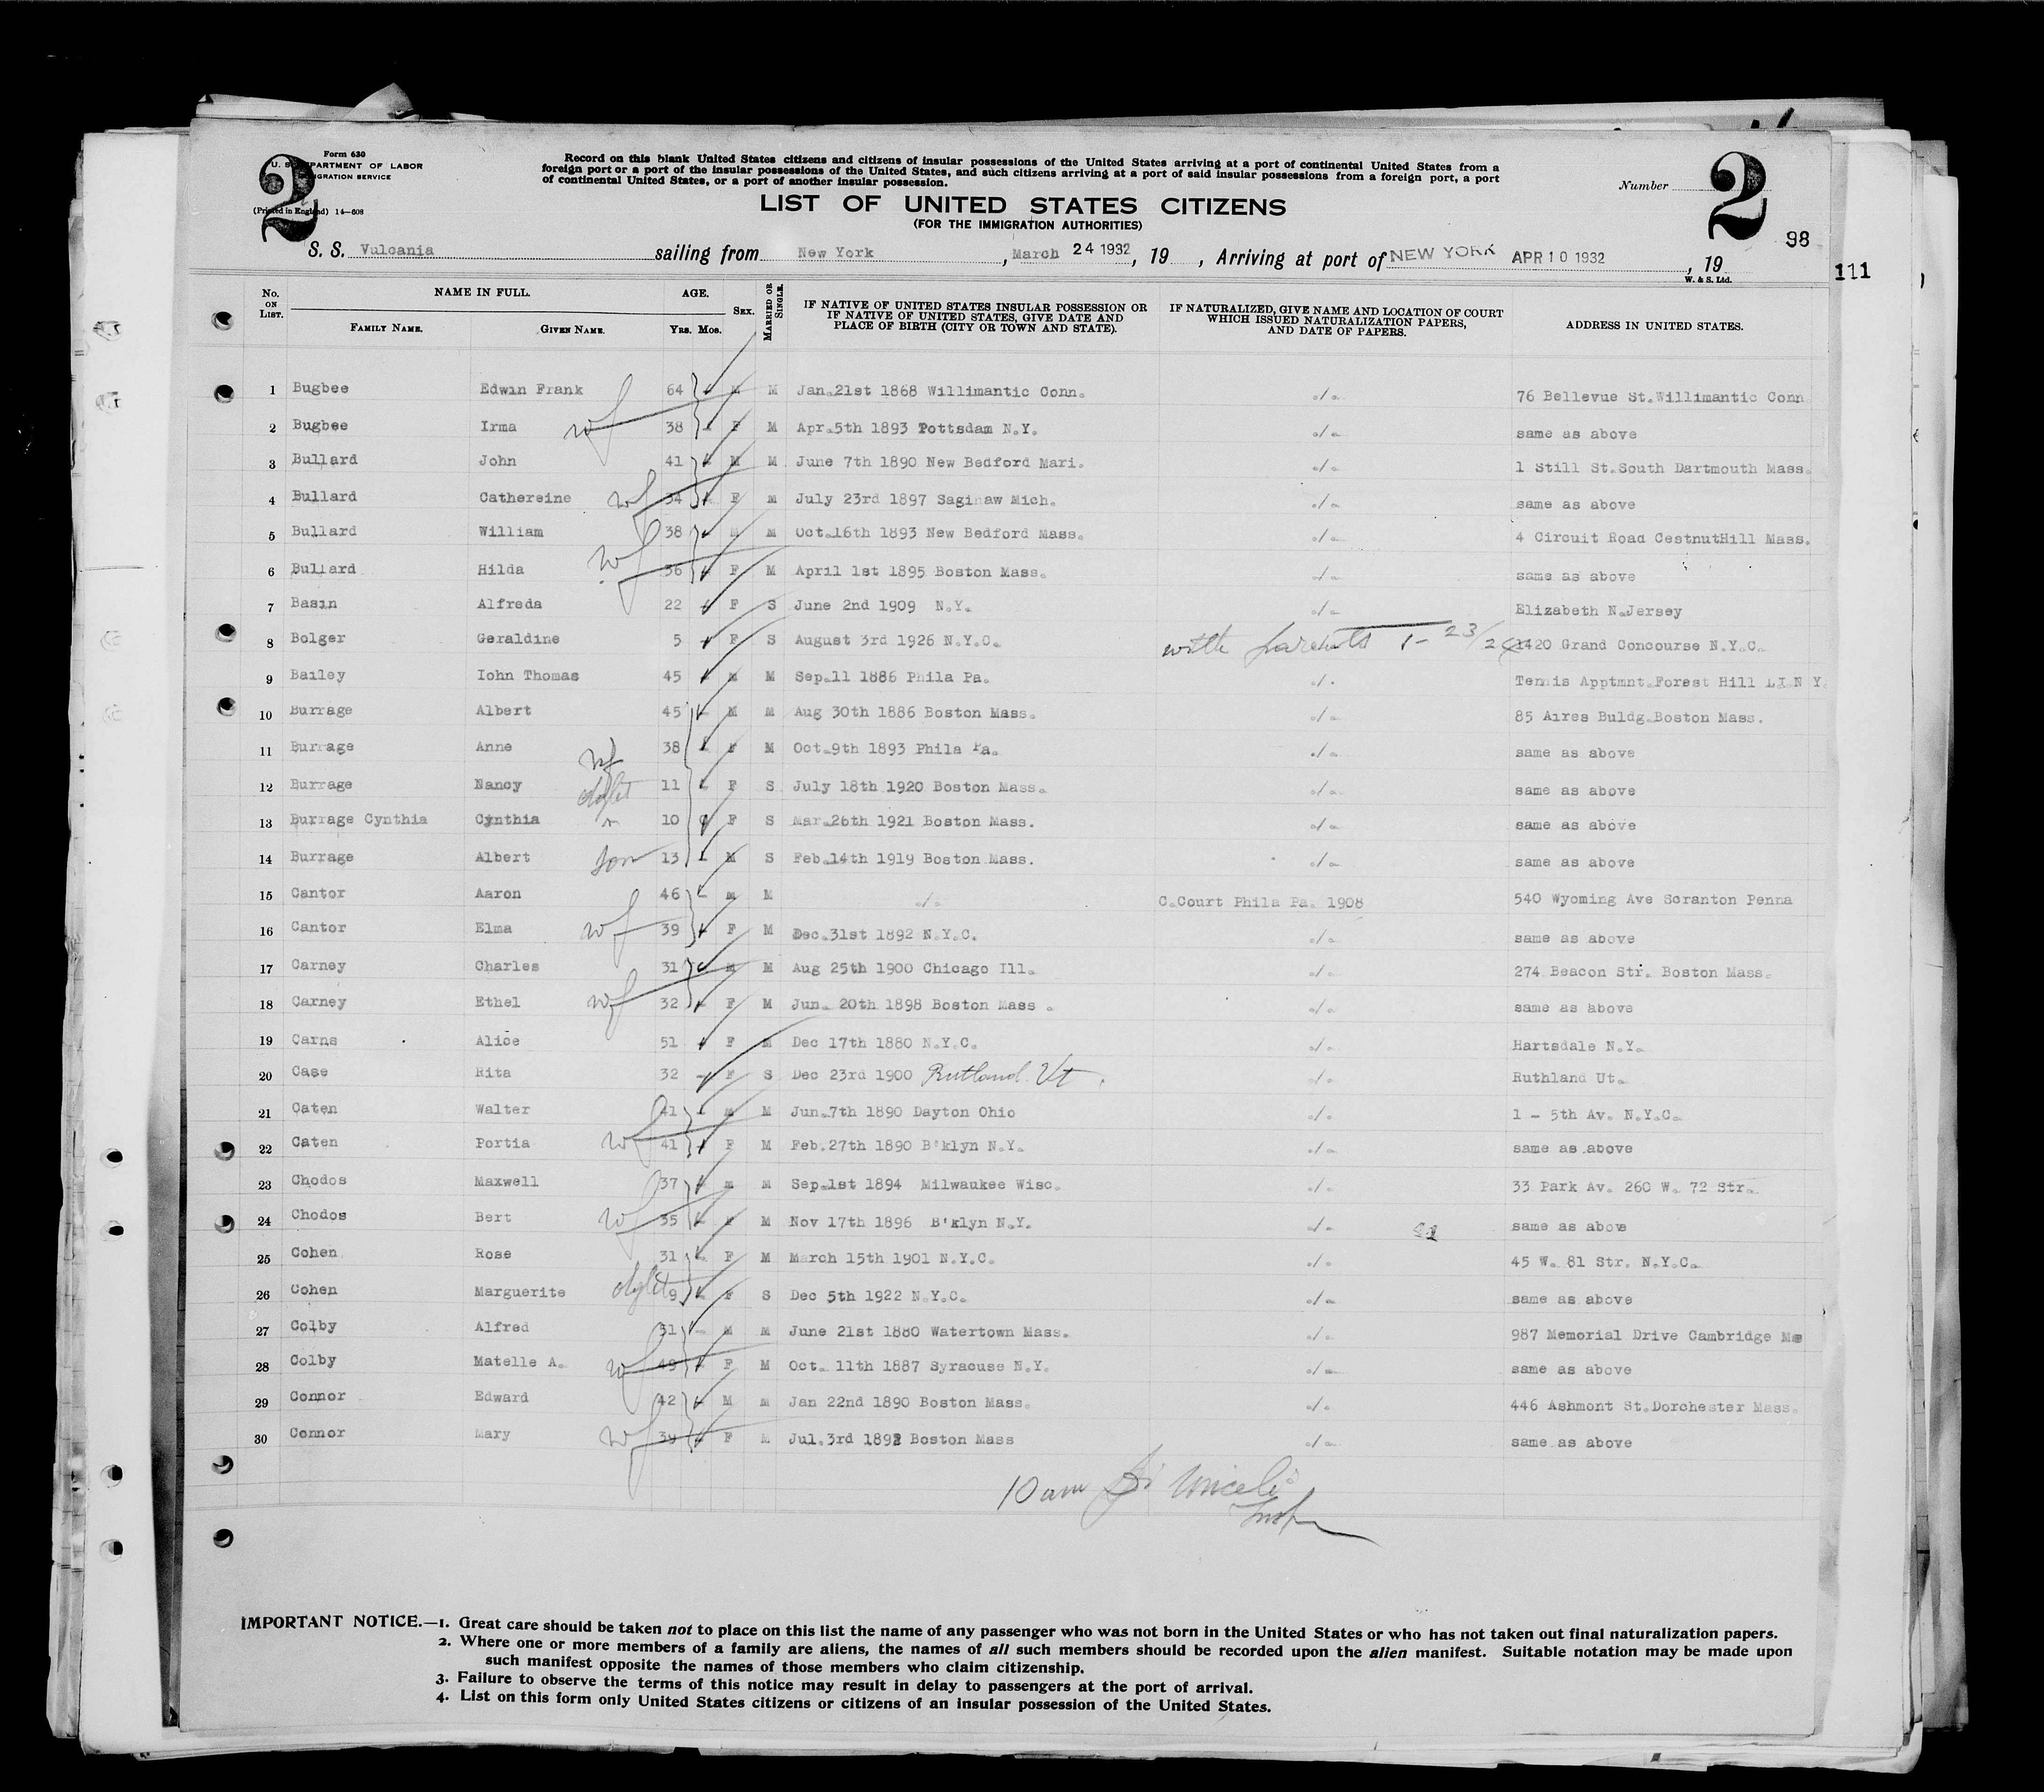 Form 630
U. S. DEPARTMENT OF LABOR
IMMIGRATION SERVICE
(Printed in England) 14—608
2
Record on this blank United States citizens and citizens of insular possessions of the United States arriving at a port of continental United States from a
foreign port or a port of the insular possessions of the United States, and such citizens arriving at a port of said insular possessions from a foreign port, a port
of continental United States, or a port of another insular possession.
Number
2
LIST OF UNITED STATES CITIZENS
(FOR THE IMMIGRATION AUTHORITIES)
98
111
S. S. Vulcania sailing from New York, March 24 1932, 19 , Arriving at port of NEW YORK APR 10 1932, 19
W. & S. Ltd.
No. ON LIST. NAME IN FULL. FAMILY NAME. GIVEN NAME. AGE. YRS. MOS. SEX. MARRIED OR SINGLE. IF NATIVE OF UNITED STATES INSULAR POSSESSION OR IF NATIVE OF UNITED STATES, GIVE DATE AND PLACE OF BIRTH (CITY OR TOWN AND STATE). IF NATURALIZED, GIVE NAME AND LOCATION OF COURT WHICH ISSUED NATURALIZATION PAPERS, AND DATE OF PAPERS. ADDRESS IN UNITED STATES.
1 Bugbee Edwin Frank 64 M M Jan.21st 1868 Willimantic Conn. ./. 76 Bellevue St.Willimantic Conn
2 Bugbee Irma wf 38 F M Apr.5th 1893 Pottsdam N.Y. ./. same as above
3 Bullard John 41 M M June 7th 1890 New Bedford Mari. ./. 1 Still St.South Dartmouth Mass.
4 Bullard Cathereine wf 34 F M July 23rd 1897 Saginaw Mich. ./. same as above
5 Bullard William 38 M M Oct.16th 1893 New Bedford Mass. ./. 4 Circuit Road CestnutHill Mass.
6 Bullard Hilda wf 36 F M April 1st 1895 Boston Mass. ./. same as above
7 Basin Alfreda 22 F S June 2nd 1909 N.Y. ./. Elizabeth N.Jersey
8 Bolger Geraldine 5 F S August 3rd 1926 N.Y.C. with parents 1- 23/26 1420 Grand Concourse N.Y.C.
9 Bailey Iohn Thomas 45 M M Sep.11 1886 Phila Pa. ./. Tennis Apptmnt.Forest Hill LI.N Y.
10 Burrage Albert 45 M M Aug 30th 1886 Boston Mass. ./. 85 Aires Buldg.Boston Mass.
11 Burrage Anne wf 38 F M Oct.9th 1893 Phila Pa. ./. same as above
12 Burrage Nancy dght 11 F S July 18th 1920 Boston Mass. ./. same as above
13 Burrage Cynthia Cynthia " 10 F S Mar.26th 1921 Boston Mass. ./. same as above
14 Burrage Albert son 13 M S Feb.14th 1919 Boston Mass. ./. same as above
15 Cantor Aaron 46 M M ./. C.Court Phila Pa. 1908 540 Wyoming Ave Scranton Penna
16 Cantor Elma wf 39 F M Dec.31st 1892 N.Y.C. ./. same as above
17 Carney Charles 31 M M Aug 25th 1900 Chicago Ill. ./. 274 Beacon Str. Boston Mass.
18 Carney Ethel wf 32 F M Jun. 20th 1898 Boston Mass . ./. same as above
19 Carns Alice 51 F M Dec 17th 1880 N.Y.C. ./. Hartsdale N.Y.
20 Case Rita 32 F S Dec 23rd 1900 Rutland. Vt. ./. Ruthland Ut.
21 Caten Walter 41 M M Jun.7th 1890 Dayton Ohio ./. 1 - 5th Av. N.Y.C.
22 Caten Portia wf 41 F M Feb.27th 1890 B'klyn N.Y. ./. same as above
23 Chodos Maxwell 37 M M Sep.1st 1894 Milwaukee Wisc. ./. 33 Park Av. 260 W. 72 Str.
24 Chodos Bert wf 35 F M Nov 17th 1896 B'klyn N.Y. ./. same as above
25 Cohen Rose 31 F M March 15th 1901 N.Y.C. ./. 45 W. 81 Str. N.Y.C.
26 Cohen Marguerite dght 9 F S Dec 5th 1922 N.Y.C. ./. same as above
27 Colby Alfred 51 M M June 21st 1880 Watertown Mass. ./. 987 Memorial Drive Cambridge Ma
28 Colby Matelle A. wf 49 F M Oct. 11th 1887 Syracuse N.Y. ./. same as above
29 Connor Edward 42 M M Jan 22nd 1890 Boston Mass. ./. 446 Ashmont St.Dorchester Mass.
30 Connor Mary wf 39 F M Jul.3rd 1892 Boston Mass ./. same as above
10 am
Insp
IMPORTANT NOTICE.—1. Great care should be taken not to place on this list the name of any passenger who was not born in the United States or who has not taken out final naturalization papers.
2. Where one or more members of a family are aliens, the names of all such members should be recorded upon the alien manifest. Suitable notation may be made upon
such manifest opposite the names of those members who claim citizenship.
3. Failure to observe the terms of this notice may result in delay to passengers at the port of arrival.
4. List on this form only United States citizens or citizens of an insular possession of the United States.